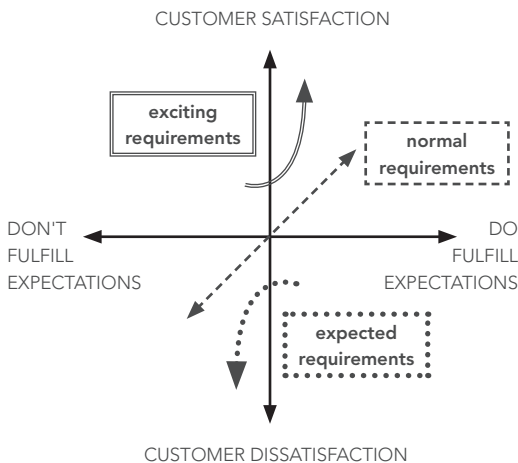 CUSTOMER SATISFACTION
exciting
requirements
normal
requirements
DON'T
FULFILL
EXPECTATIONS
DO
FULFILL
EXPECTATIONS
expected
requirements
CUSTOMER DISSATISFACTION